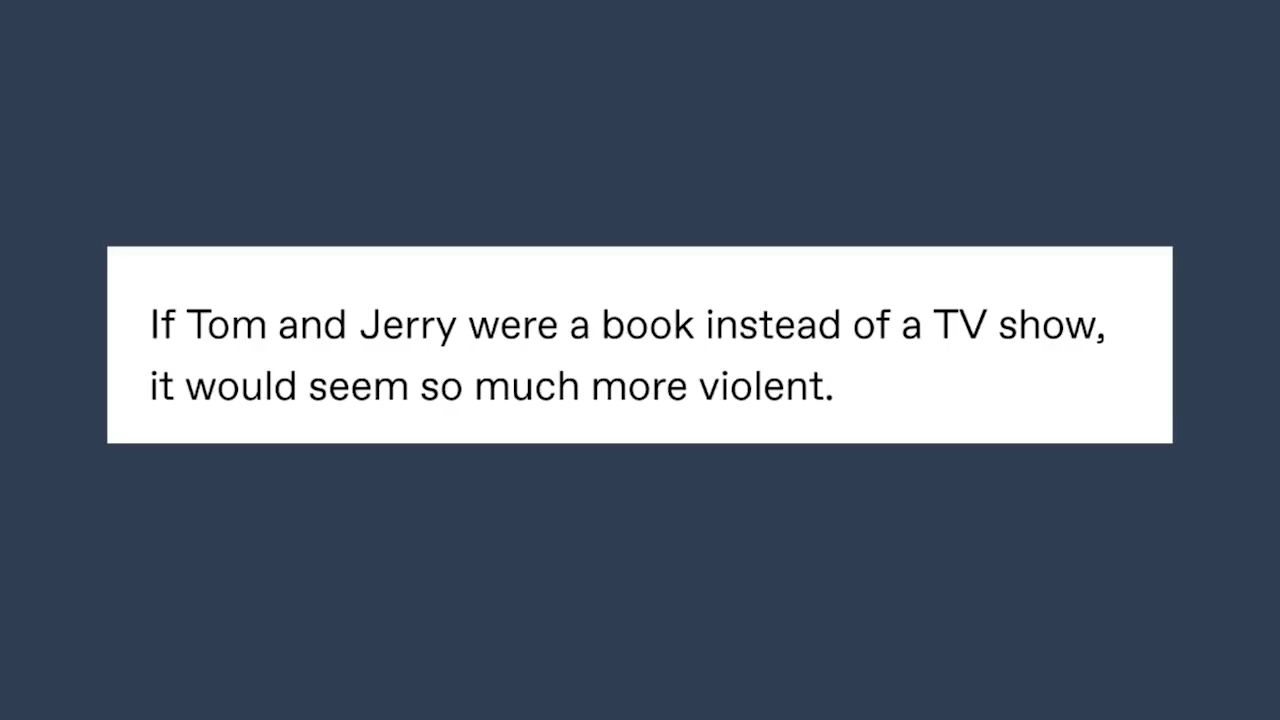 If Tom and Jerry were a book instead of a TV show,
it would seem so much more violent.